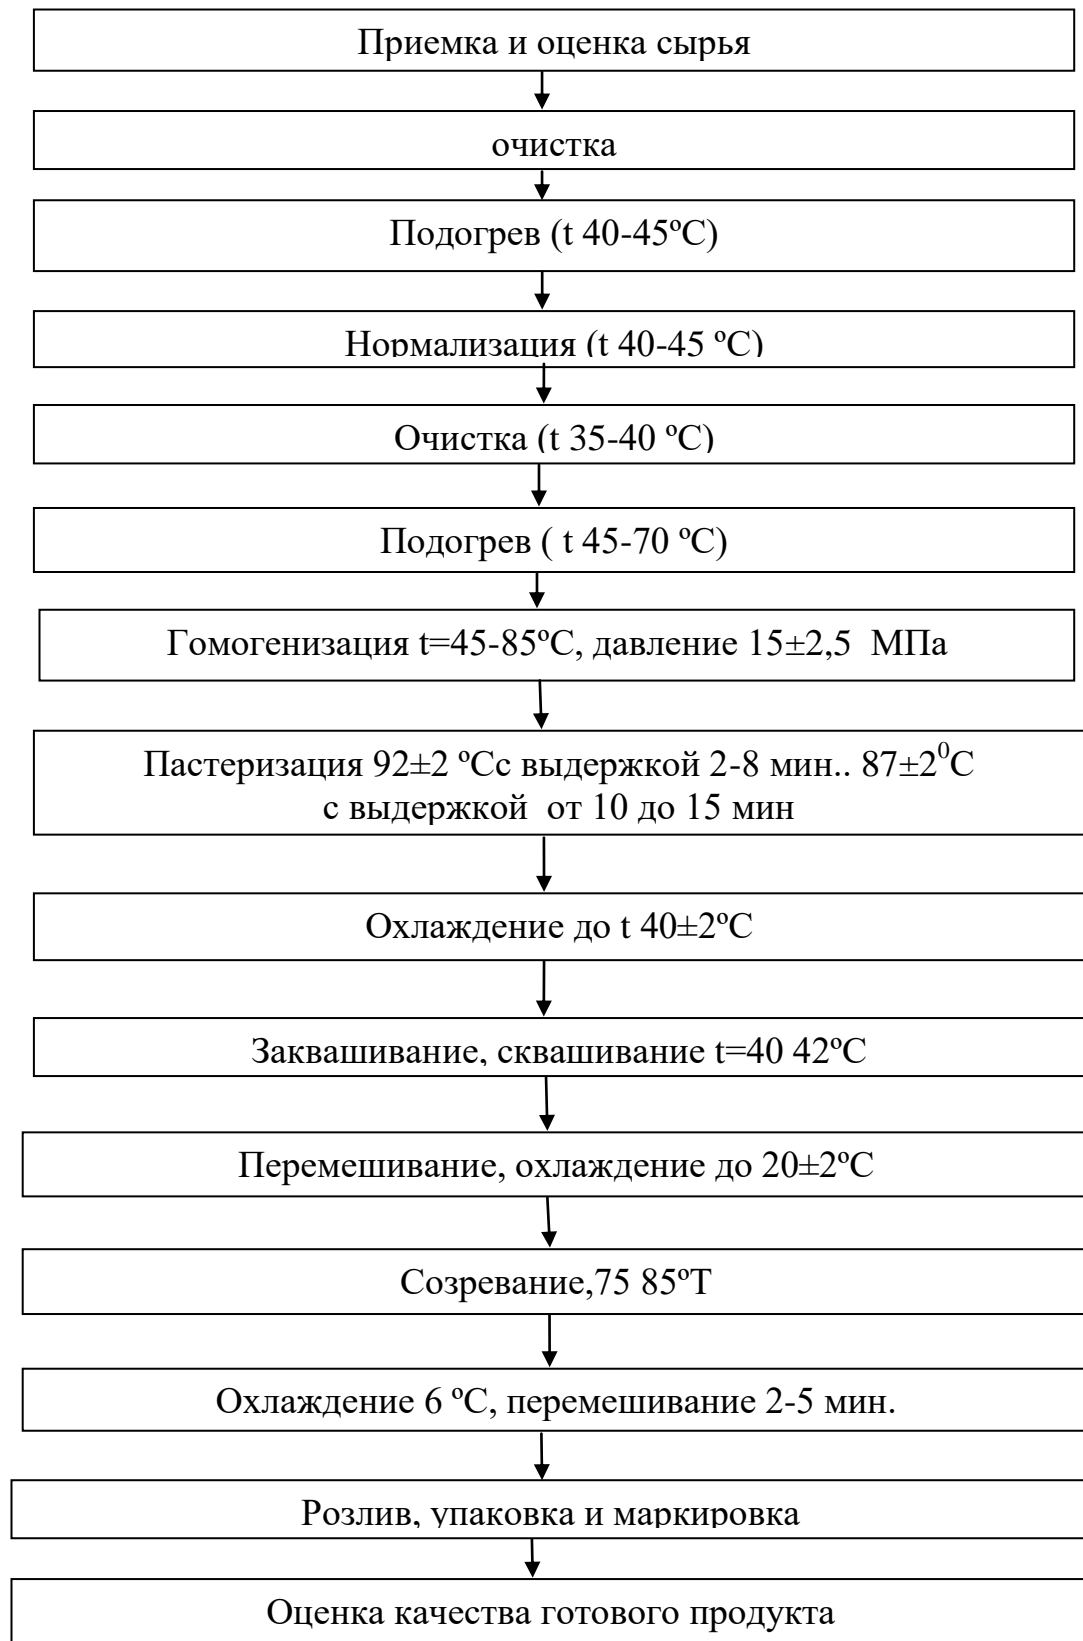 Приемка и оценка сырья
очистка
Подогрев (t 40-45ºС)
Нормализация (t 40-45 ºС)
Очистка (t 35-40 ºС)
Подогрев ( t 45-70 ºС)
Гомогенизация t=45-85ºС, давление 15±2,5 МПа
Пастеризация 92±2 ºСс выдержкой 2-8 мин.. 87±2⁰С
с выдержкой от 10 до 15 мин
Охлаждение до t 40±2ºС
Заквашивание, сквашивание t=40 42ºС
Перемешивание, охлаждение до 20±2ºС
Созревание,75 85ºТ
Охлаждение 6 ºС, перемешивание 2-5 мин.
Розлив, упаковка и маркировка
Оценка качества готового продукта